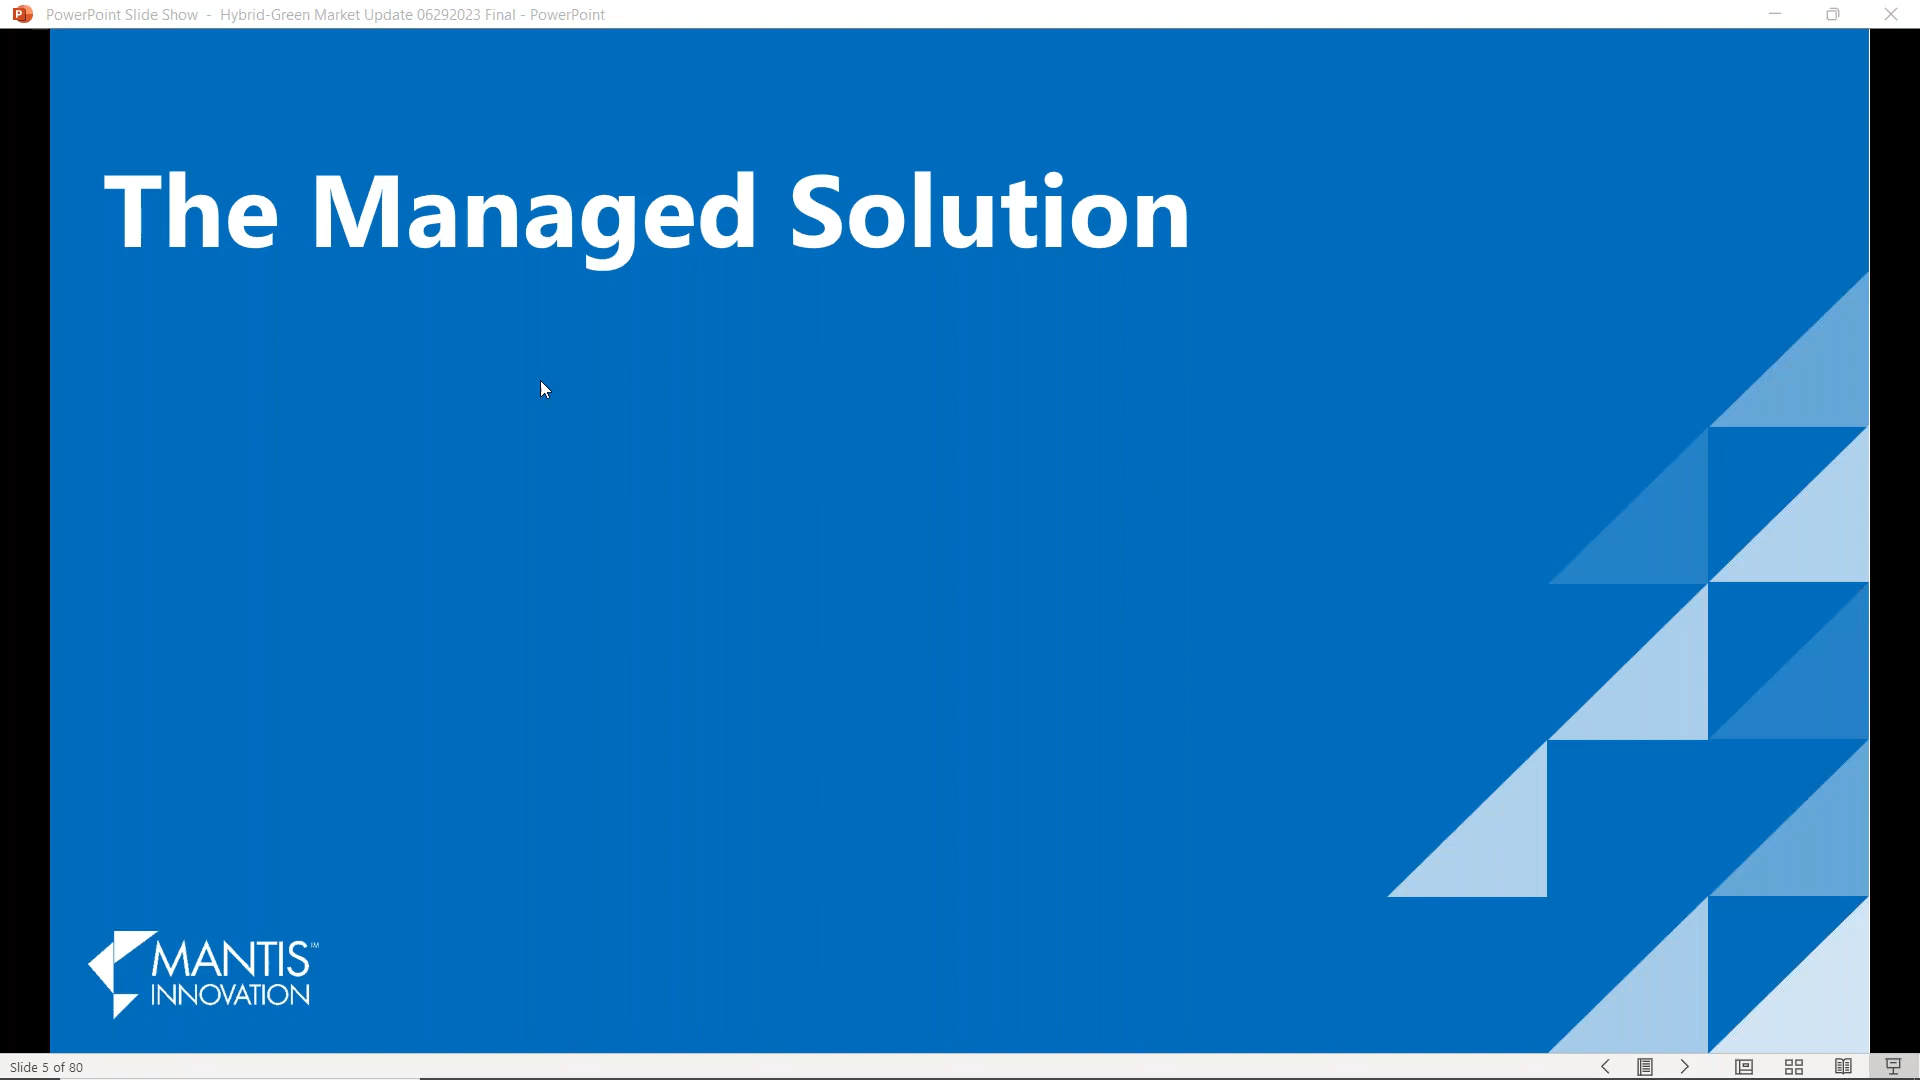 PowerPoint Slide Show - Hybrid-Green Market Update 06292023 Final - PowerPoint
The Managed Solution
MANTIS™
INNOVATION
Slide 5 of 80